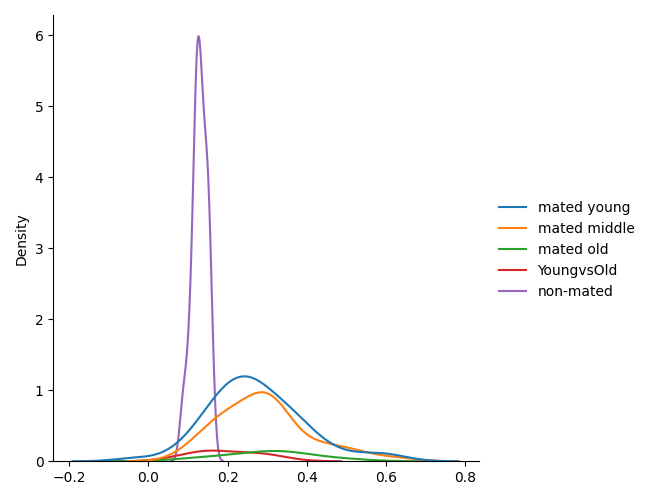 6
5
4
3
2
1
0
Density
−0.2
0.0
0.2
0.4
0.6
0.8
mated young
mated middle
mated old
YoungvsOld
non-mated